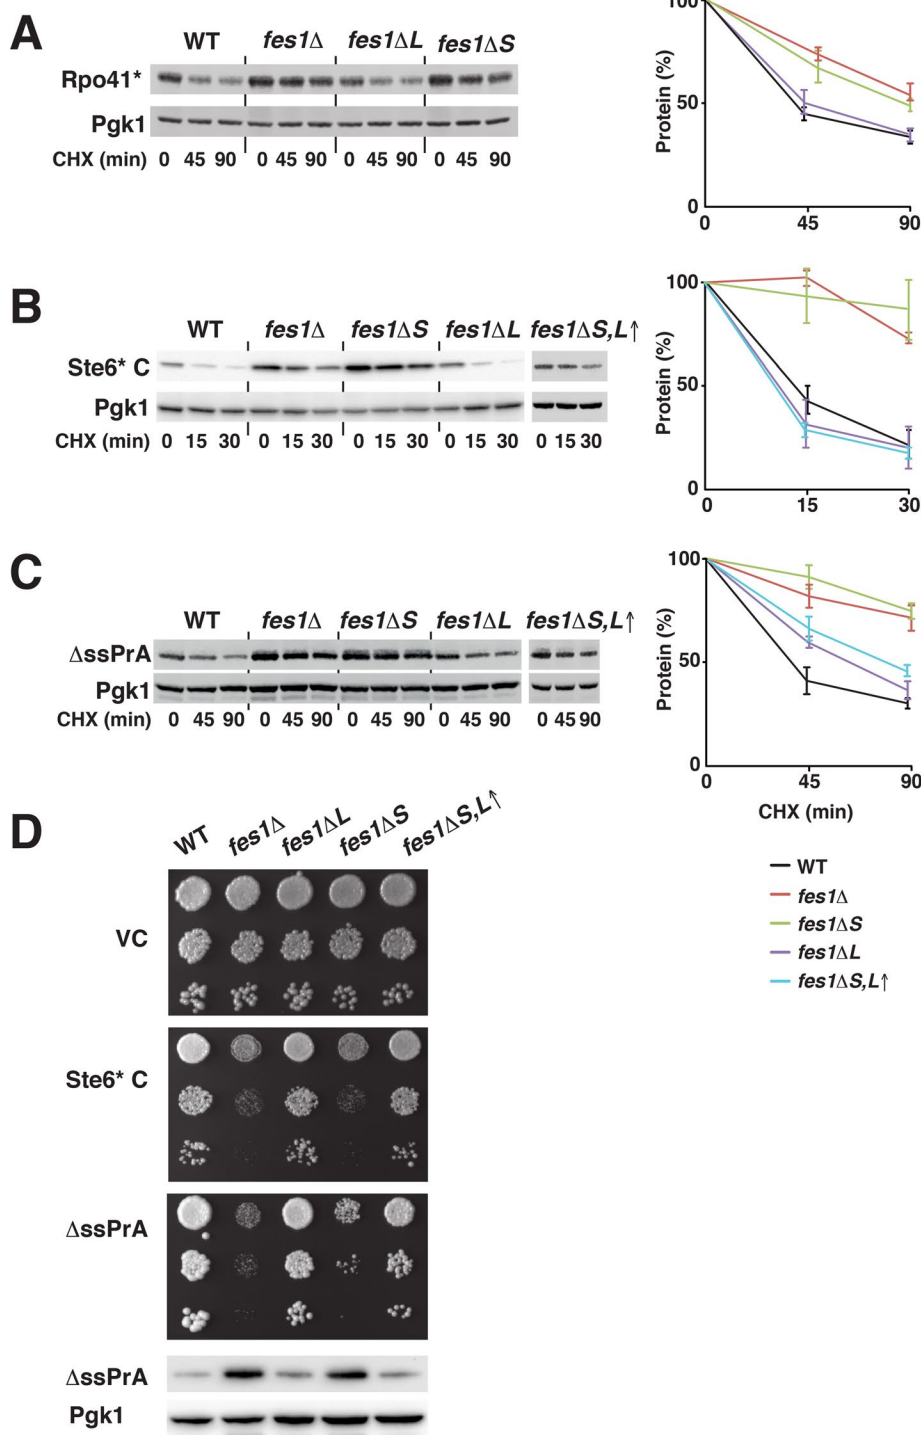 A
WT fes1Δ fes1ΔL fes1ΔS
Rpo41*
Pgk1
CHX (min) 0 45 90 0 45 90 0 45 90 0 45 90
Protein (%)
100
50
0
0 45 90
B
WT fes1Δ fes1ΔS fes1ΔL fes1ΔS,L↑
Ste6* C
Pgk1
CHX (min) 0 15 30 0 15 30 0 15 30 0 15 30 0 15 30
Protein (%)
100
50
0
0 15 30
C
WT fes1Δ fes1ΔS fes1ΔL fes1ΔS,L↑
ΔssPrA
Pgk1
CHX (min) 0 45 90 0 45 90 0 45 90 0 45 90 0 45 90
Protein (%)
100
50
0
0 45 90
CHX (min)
WT
fes1Δ
fes1ΔS
fes1ΔL
fes1ΔS,L↑
D
WT fes1Δ fes1ΔL fes1ΔS fes1ΔS,L↑
VC
Ste6* C
ΔssPrA
ΔssPrA
Pgk1